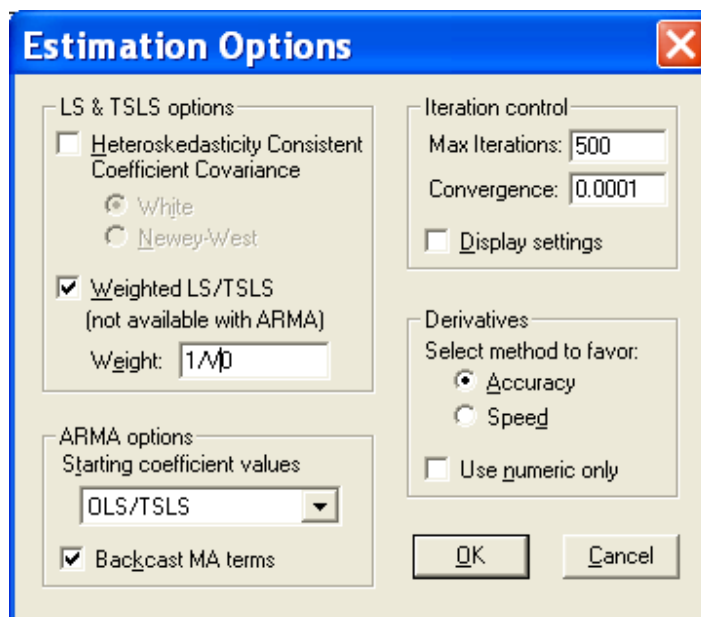 Estimation Options
LS & TSLS options
Heteroskedasticity Consistent
Coefficient Covariance
White
Newey-West
Weighted LS/TSLS
(not available with ARMA)
Weight: 1/V0
ARMA options
Starting coefficient values
OLS/TSLS
Backcast MA terms
Iteration control
Max Iterations: 500
Convergence: 0.0001
Display settings
Derivatives
Select method to favor:
Accuracy
Speed
Use numeric only
OK
Cancel